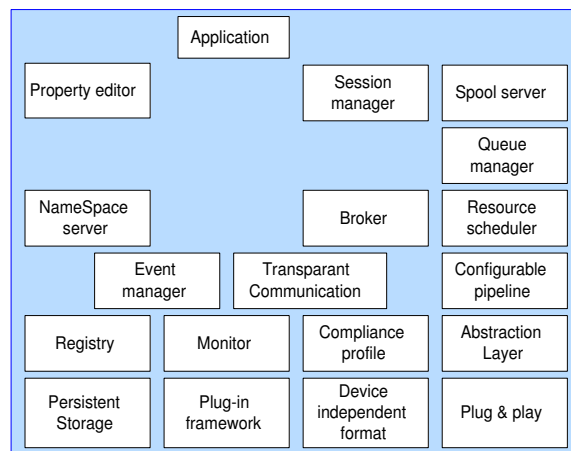 Application
Property editor
Session
manager
Spool server
Queue
manager
NameSpace
server
Broker
Resource
scheduler
Event
manager
Transparant
Communication
Configurable
pipeline
Registry
Monitor
Compliance
profile
Abstraction
Layer
Persistent
Storage
Plug-in
framework
Device
independent
format
Plug & play